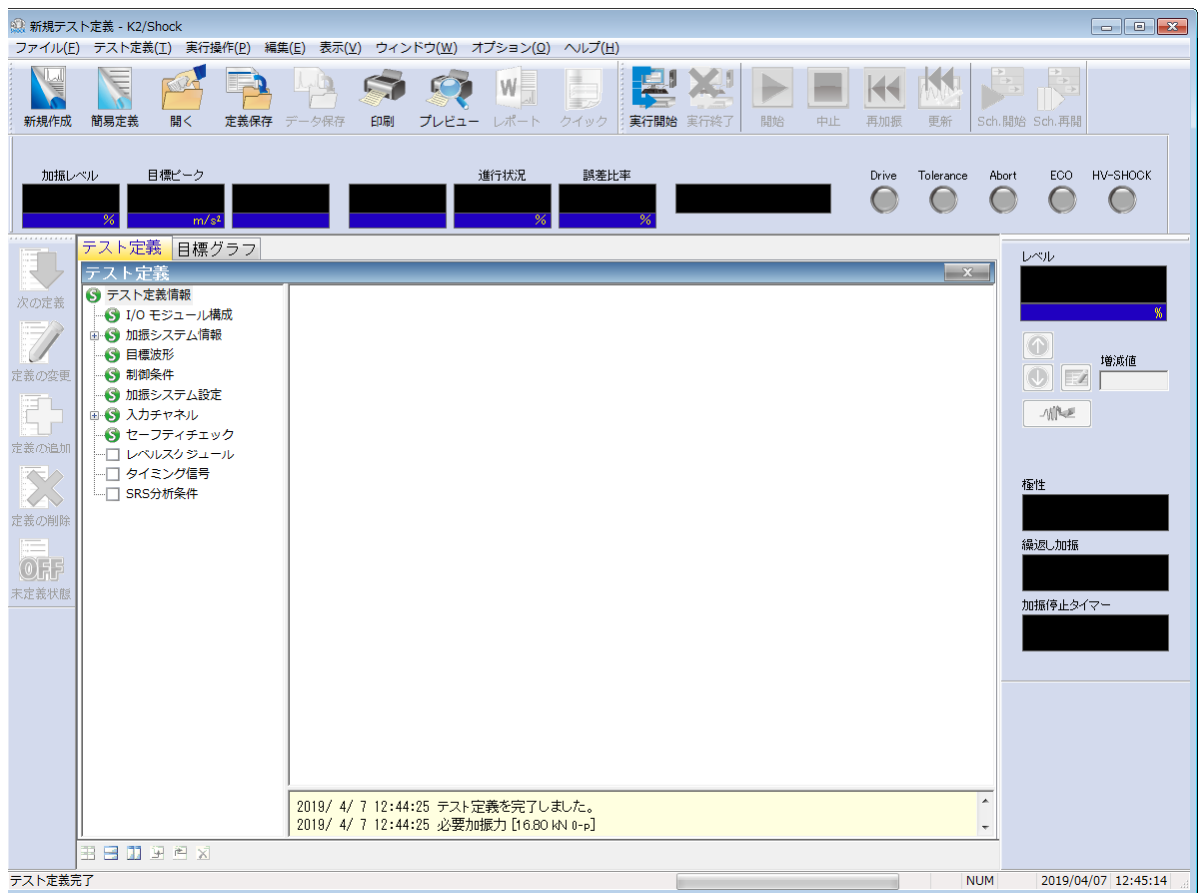 新規テスト定義 - K2/Shock
ファイル(F) テスト定義(T) 実行操作(P) 編集(E) 表示(V) ウィンドウ(W) オプション(O) ヘルプ(H)
新規作成 簡易定義 開く 定義保存 データ保存 印刷 プレビュー レポート クイック 実行開始 実行終了 開始 中止 再加振 更新 Sch.開始 Sch.再開
加振レベル 目標ピーク 進行状況 誤差比率 Drive Tolerance Abort ECO HV-SHOCK
% m/s² % %
テスト定義 目標グラフ
テスト定義
次の定義
定義の変更
定義の追加
定義の削除
OFF
未定義状態
テスト定義情報
I/O モジュール構成
加振システム情報
目標波形
制御条件
加振システム設定
入力チャネル
セーフティチェック
レベルスケジュール
タイミング信号
SRS分析条件
2019/ 4/ 7 12:44:25 テスト定義を完了しました。
2019/ 4/ 7 12:44:25 必要加振力 [16.80 kN 0-p]
レベル
%
増減値
極性
繰返し加振
加振停止タイマー
テスト定義完了 NUM 2019/04/07 12:45:14